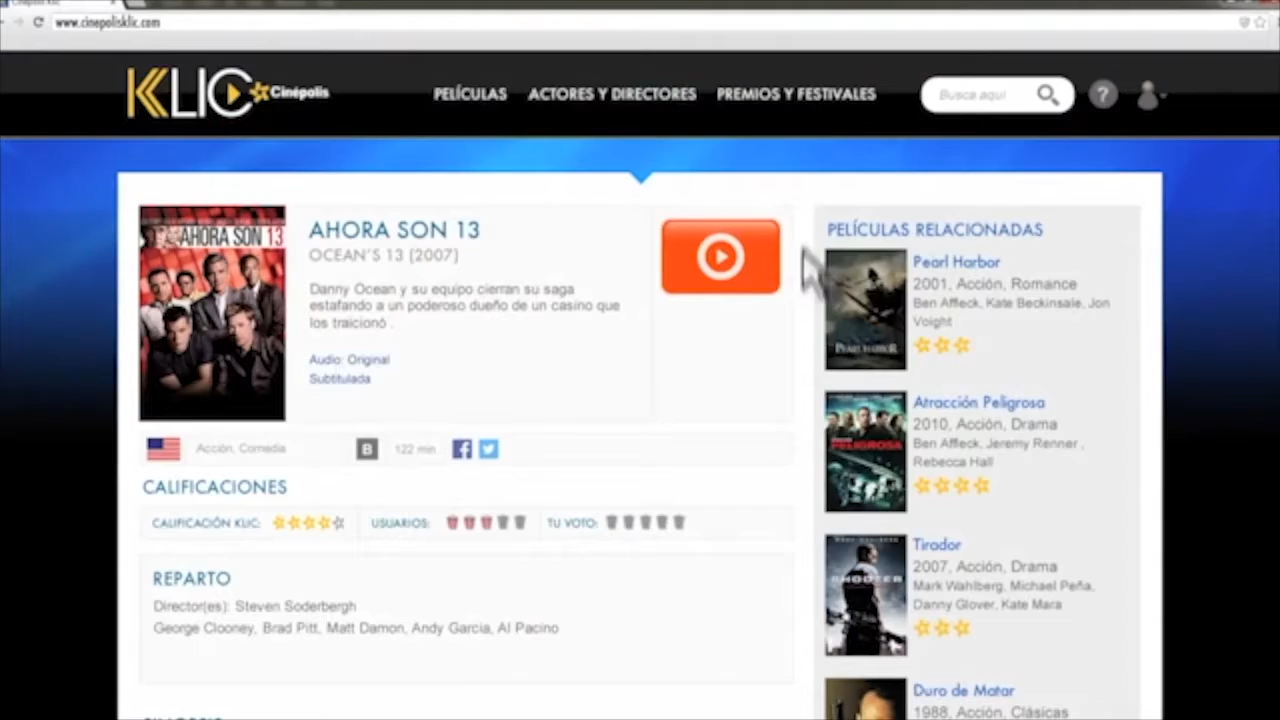 www.cinepolisklic.com
KLIC Cinépolis
PELÍCULAS ACTORES Y DIRECTORES PREMIOS Y FESTIVALES
Busca aquí
?
AHORA SON 13
AHORA SON 13
OCEAN'S 13 (2007)
Danny Ocean y su equipo cierran su saga
estafando a un poderoso dueño de un casino que
los traicionó .
Audio: Original
Subtitulada
Acción, Comedia B 122 min
CALIFICACIONES
CALIFICACIÓN KLIC: USUARIOS: TU VOTO:
REPARTO
Director(es): Steven Soderbergh
George Clooney, Brad Pitt, Matt Damon, Andy Garcia, Al Pacino
PELÍCULAS RELACIONADAS
PEARL HARBOR
Pearl Harbor
2001, Acción, Romance
Ben Affleck, Kate Beckinsale, Jon
Voight
PELIGROSA
Atracción Peligrosa
2010, Acción, Drama
Ben Affleck, Jeremy Renner ,
Rebecca Hall
SHOOTER
Tirador
2007, Acción, Drama
Mark Wahlberg, Michael Peña,
Danny Glover, Kate Mara
Duro de Matar
1988, Acción, Clásicas